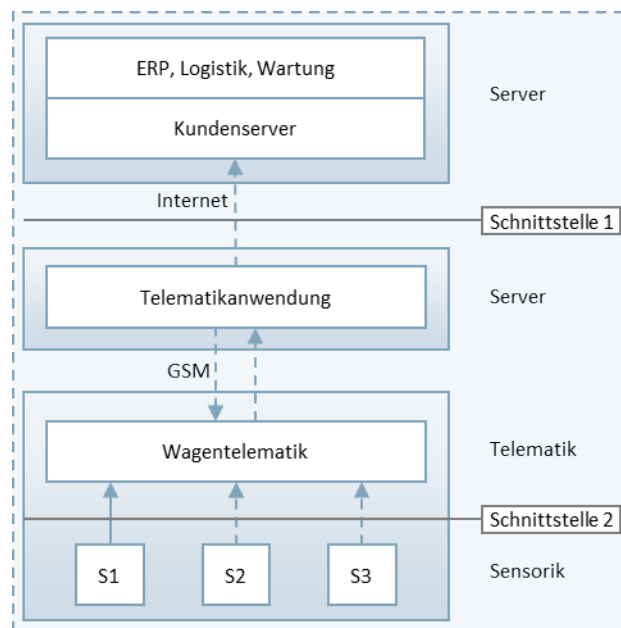 ERP, Logistik, Wartung
Server
Kundenserver
Internet
Schnittstelle 1
Telematikanwendung
Server
GSM
Wagentelematik
Telematik
Schnittstelle 2
S1
S2
S3
Sensorik